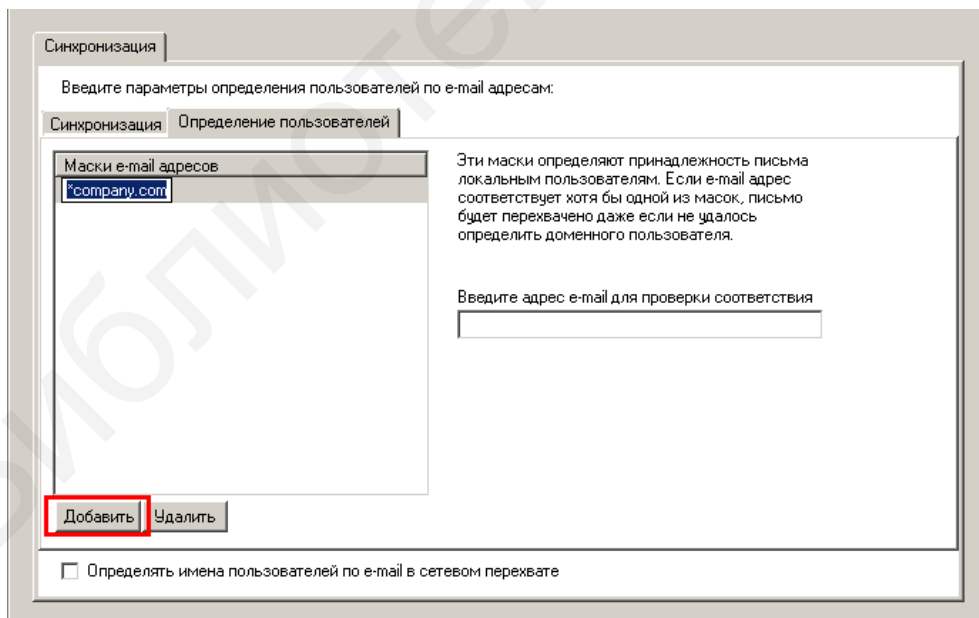 Синхронизация
Введите параметры определения пользователей по e-mail адресам:
Синхронизация Определение пользователей
Маски e-mail адресов
*company.com
Эти маски определяют принадлежность письма
локальным пользователям. Если e-mail адрес
соответствует хотя бы одной из масок, письмо
будет перехвачено даже если не удалось
определить доменного пользователя.
Введите адрес e-mail для проверки соответствия
Добавить Удалить
Определять имена пользователей по e-mail в сетевом перехвате